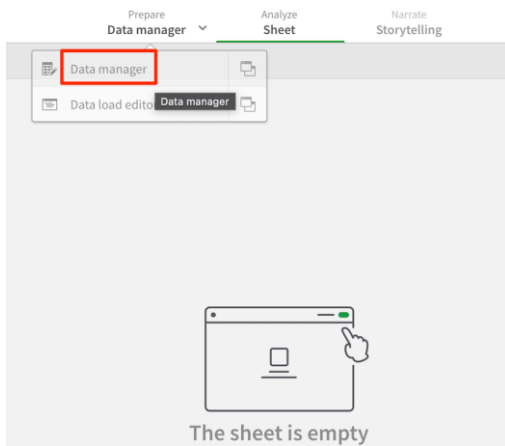 Prepare Analyze Narrate
Data manager Sheet Storytelling
Data manager
Data load edito Data manager
The sheet is empty